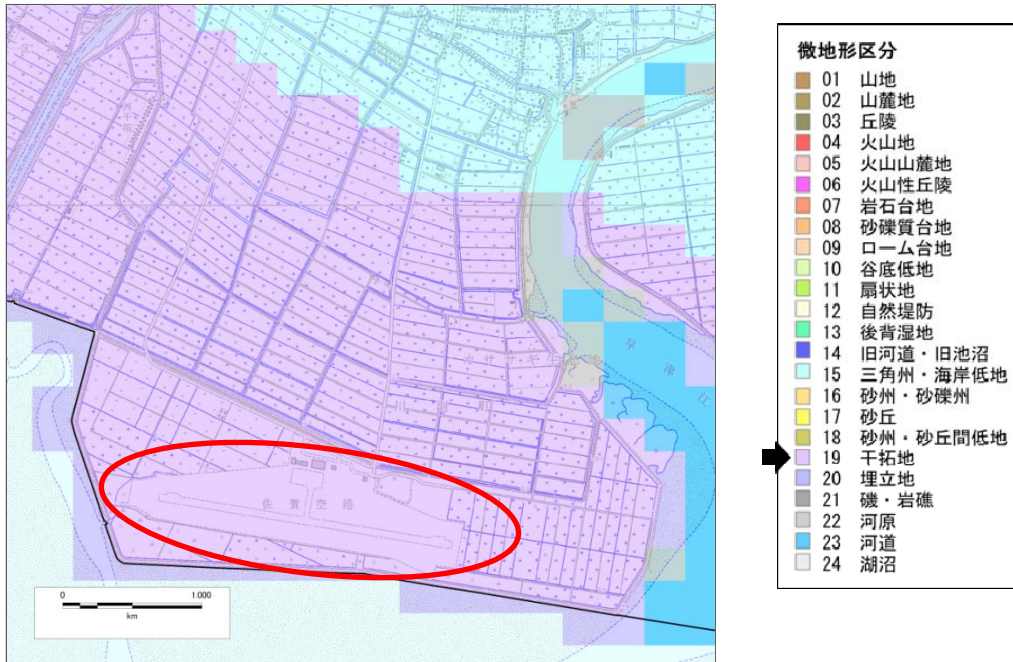 佐賀空港
早津江
川副町
0 1.000
km
微地形区分
01 山地
02 山麓地
03 丘陵
04 火山地
05 火山山麓地
06 火山性丘陵
07 岩石台地
08 砂礫質台地
09 ローム台地
10 谷底低地
11 扇状地
12 自然堤防
13 後背湿地
14 旧河道・旧池沼
15 三角州・海岸低地
16 砂州・砂礫州
17 砂丘
18 砂州・砂丘間低地
19 干拓地
20 埋立地
21 磯・岩礁
22 河原
23 河道
24 湖沼